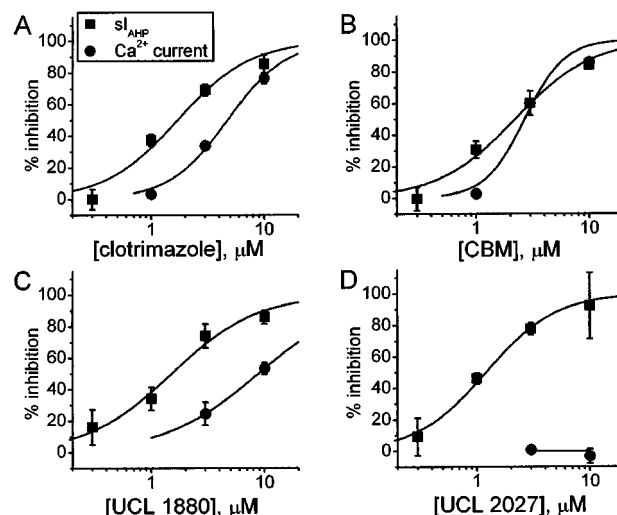 A
B
■ sI_AHP
● Ca²⁺ current
% inhibition
100
80
60
40
20
0
1
10
[clotrimazole], μM
% inhibition
100
80
60
40
20
0
1
10
[CBM], μM
C
D
% inhibition
100
80
60
40
20
0
1
10
[UCL 1880], μM
% inhibition
100
80
60
40
20
0
1
10
[UCL 2027], μM